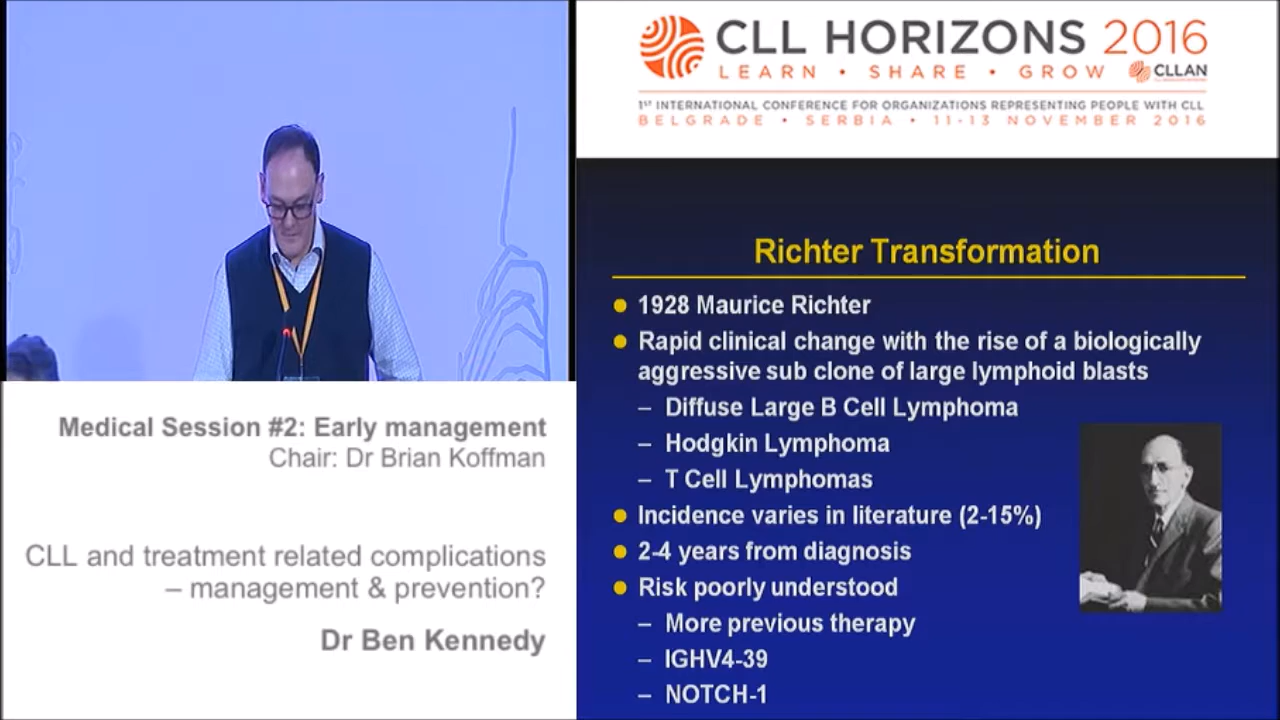 CLL HORIZONS 2016
LEARN • SHARE • GROW
CLLAN
1ST INTERNATIONAL CONFERENCE FOR ORGANIZATIONS REPRESENTING PEOPLE WITH CLL
BELGRADE • SERBIA • 11-13 NOVEMBER 2016
Medical Session #2: Early management
Chair: Dr Brian Koffman
CLL and treatment related complications
– management & prevention?
Dr Ben Kennedy
Richter Transformation
● 1928 Maurice Richter
● Rapid clinical change with the rise of a biologically
aggressive sub clone of large lymphoid blasts
– Diffuse Large B Cell Lymphoma
– Hodgkin Lymphoma
– T Cell Lymphomas
● Incidence varies in literature (2-15%)
● 2-4 years from diagnosis
● Risk poorly understood
– More previous therapy
– IGHV4-39
– NOTCH-1